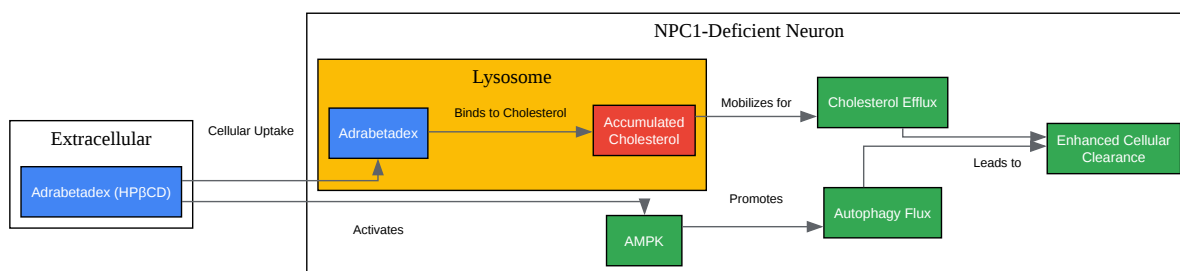 NPC1-Deficient Neuron
Lysosome
Extracellular
Cellular Uptake
Adrabetadex (HPβCD)
Adrabetadex
Binds to Cholesterol
Accumulated
Cholesterol
Mobilizes for
Cholesterol Efflux
Enhanced Cellular
Clearance
Leads to
Activates
AMPK
Promotes
Autophagy Flux